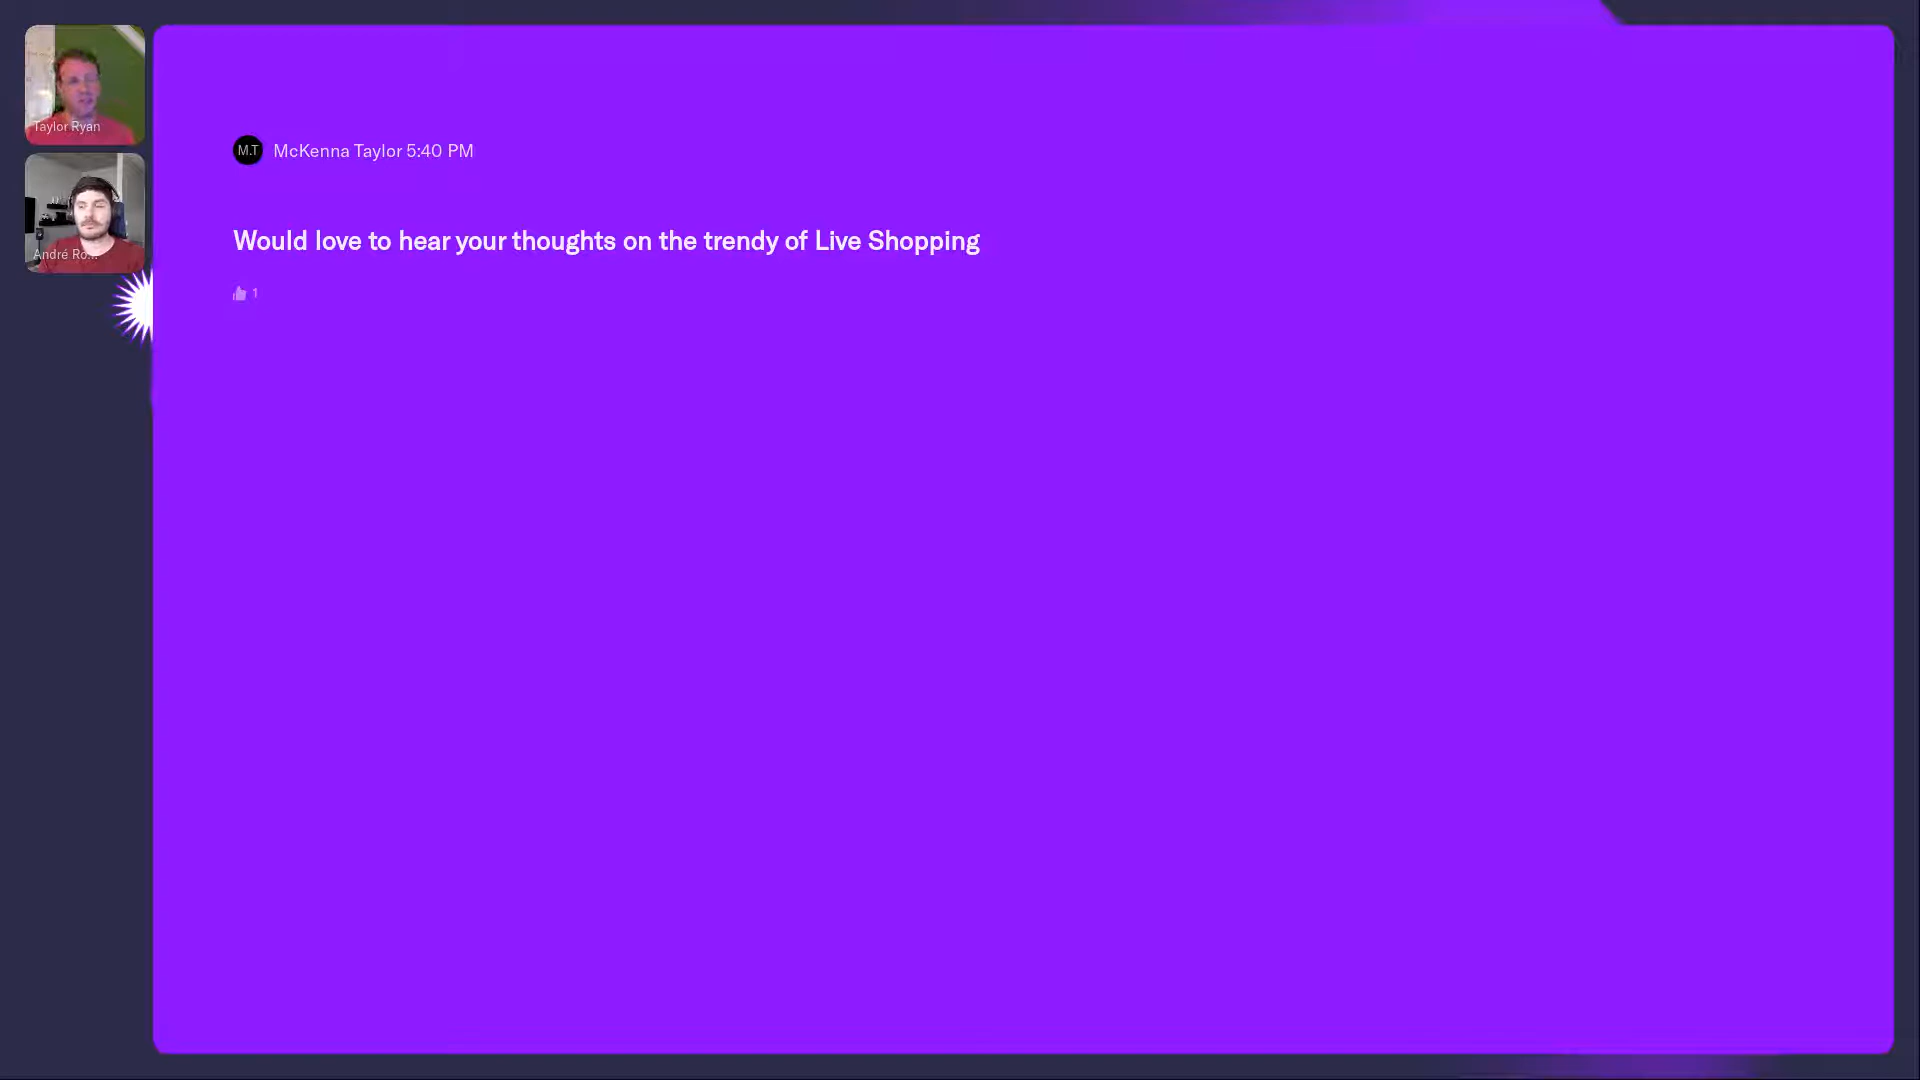 Taylor Ryan
André Ro...
M.T
McKenna Taylor 5:40 PM
Would love to hear your thoughts on the trendy of Live Shopping
1